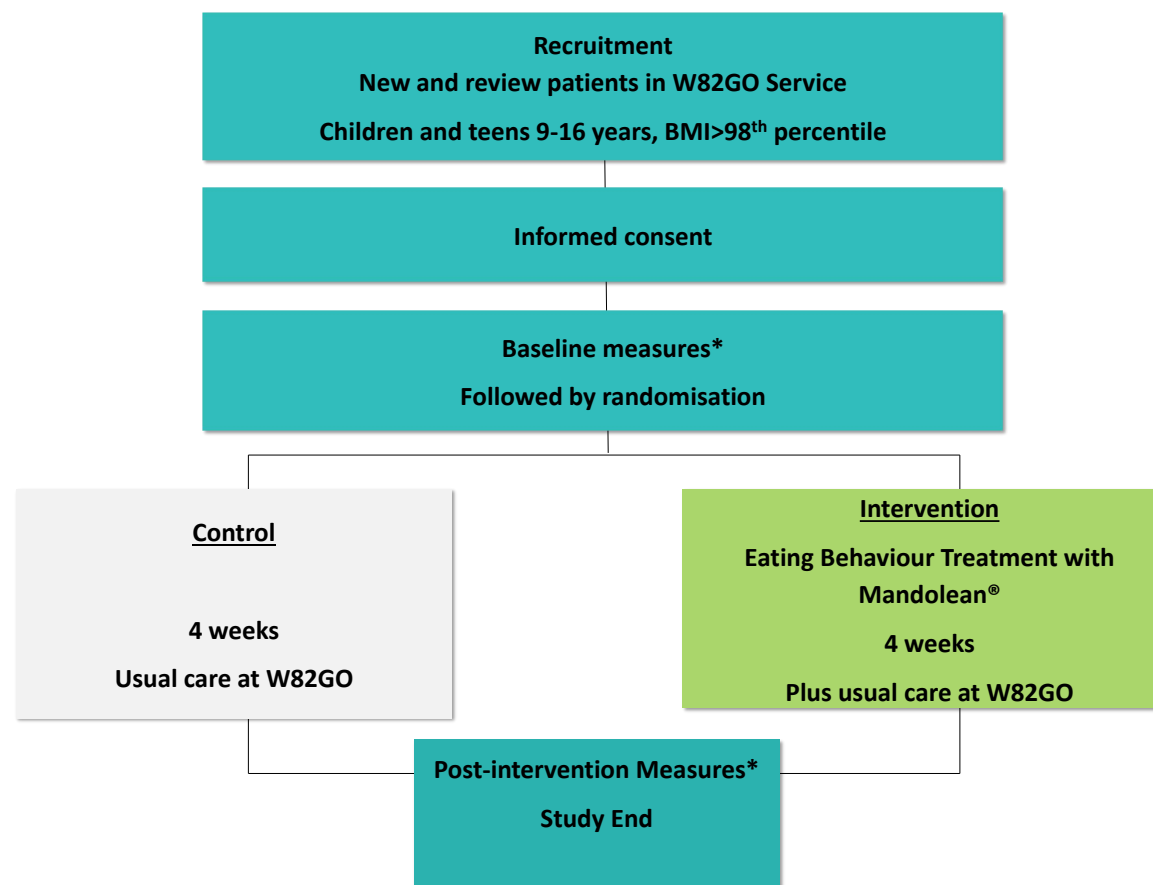 Recruitment
New and review patients in W82GO Service
Children and teens 9-16 years, BMI>98th percentile
Informed consent
Baseline measures*
Followed by randomisation
Control
4 weeks
Usual care at W82GO
Intervention
Eating Behaviour Treatment with
Mandolean®
4 weeks
Plus usual care at W82GO
Post-intervention Measures*
Study End